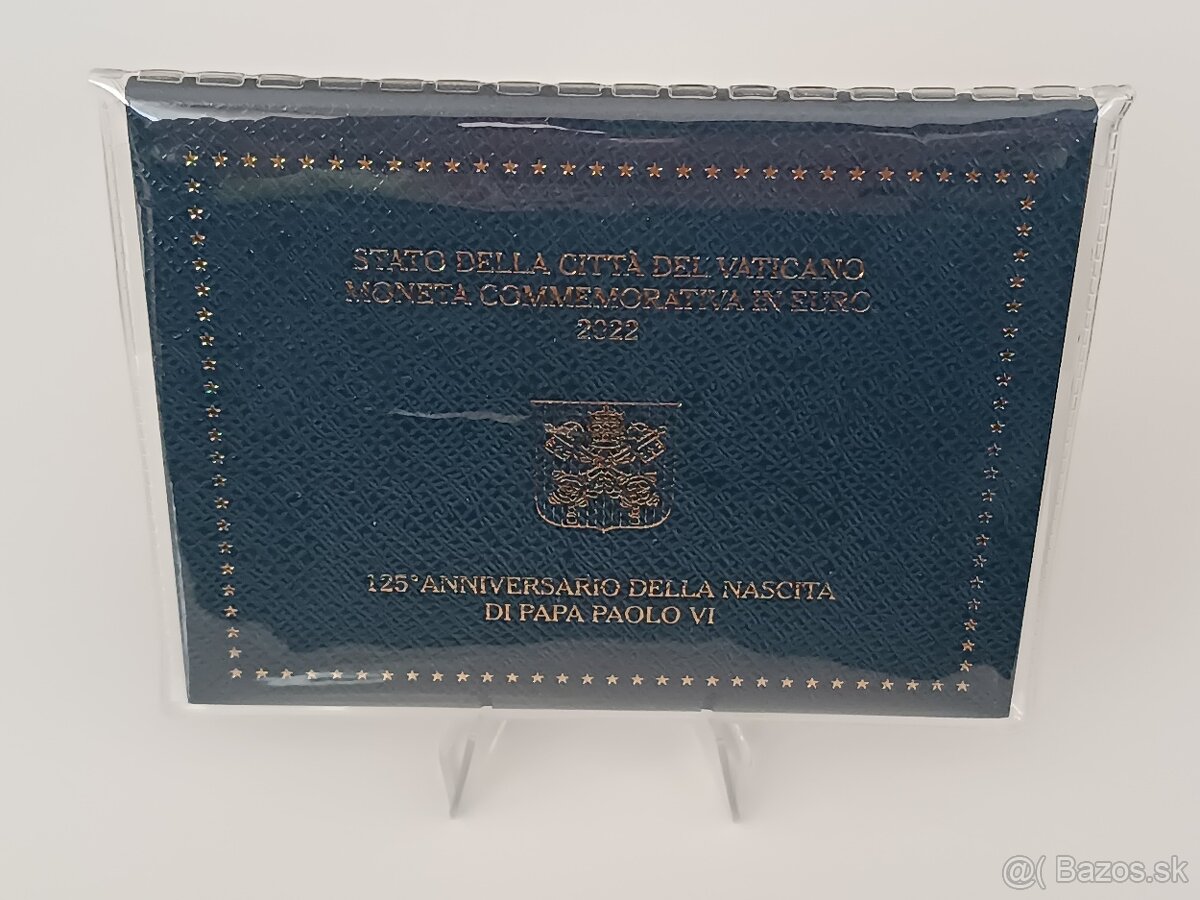 STATO DELLA CITTÀ DEL VATICANO
MONETA COMMEMORATIVA IN EURO
2022
125° ANNIVERSARIO DELLA NASCITA
DI PAPA PAOLO VI
@( Bazos.sk